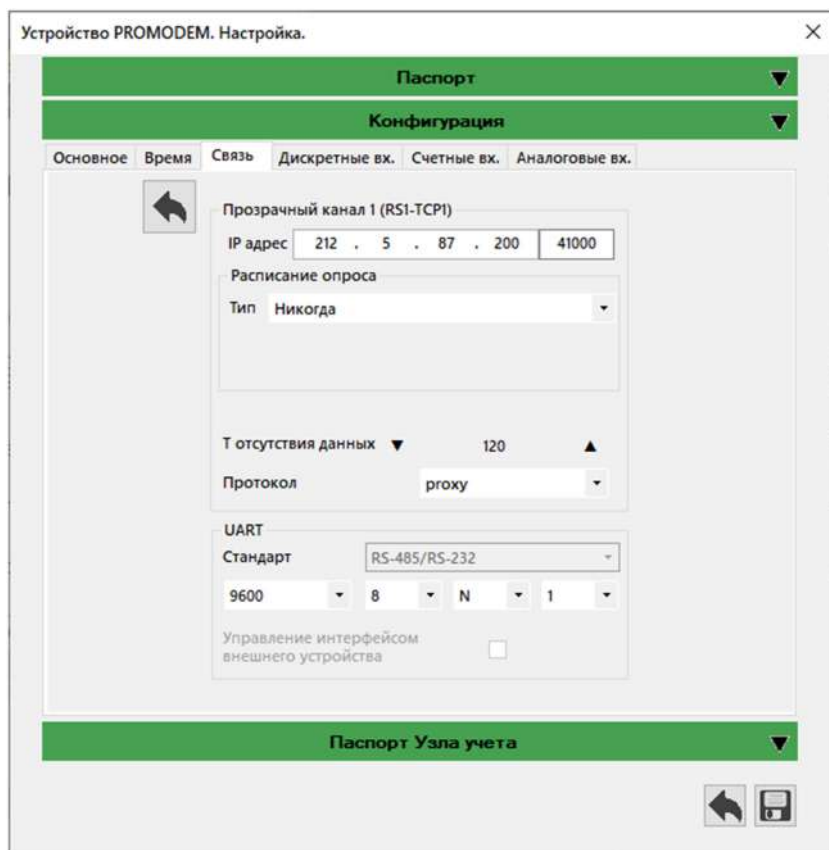 Устройство PROMODEM. Настройка.
Паспорт
Конфигурация
Основное Время Связь Дискретные вх. Счетные вх. Аналоговые вх.
Прозрачный канал 1 (RS1-TCP1)
IP адрес 212 . 5 . 87 . 200 41000
Расписание опроса
Тип Никогда
Т отсутствия данных 120
Протокол proxy
UART
Стандарт RS-485/RS-232
9600 8 N 1
Управление интерфейсом
внешнего устройства
Паспорт Узла учета